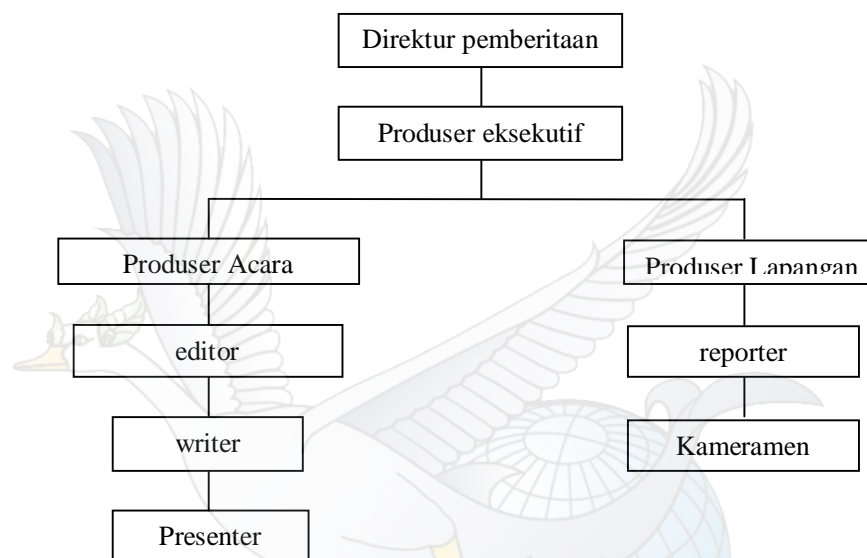 Direktur pemberitaan
Produser eksekutif
Produser Acara
Produser Lapangan
editor
reporter
writer
Kameramen
Presenter